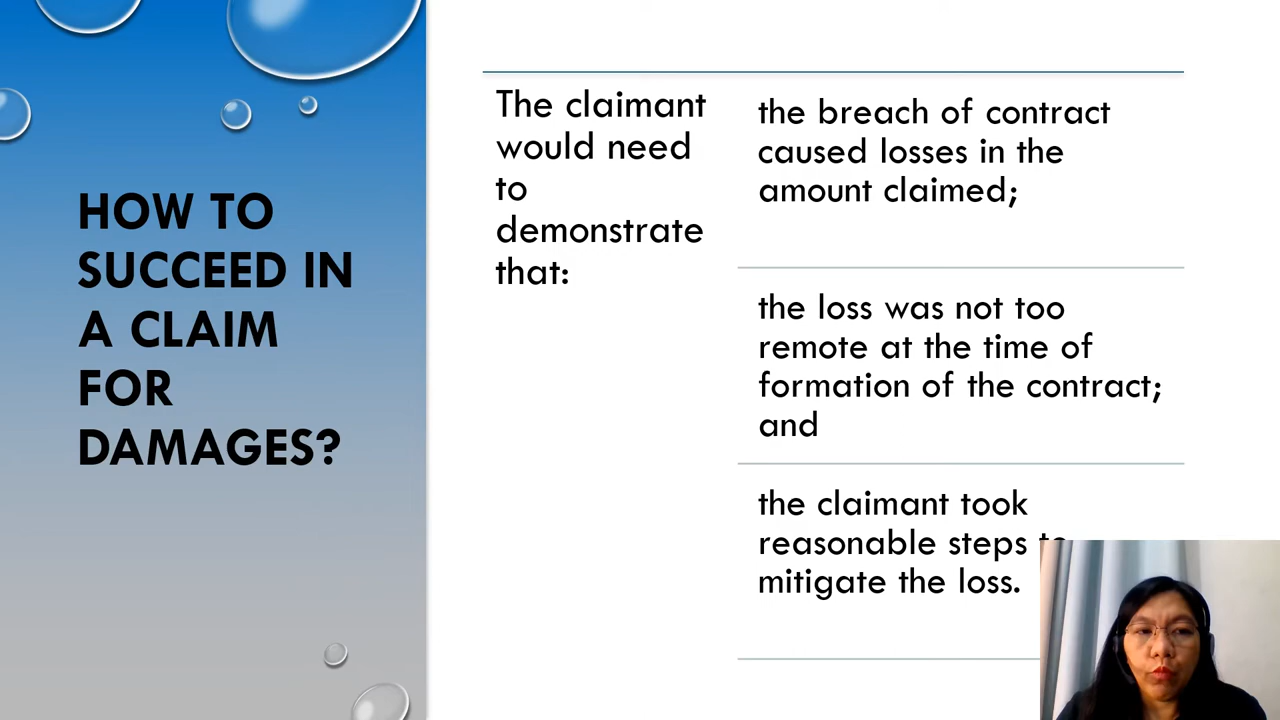 HOW TO
SUCCEED IN
A CLAIM
FOR
DAMAGES?
The claimant
would need
to
demonstrate
that:
the breach of contract
caused losses in the
amount claimed;
the loss was not too
remote at the time of
formation of the contract;
and
the claimant took
reasonable steps to
mitigate the loss.